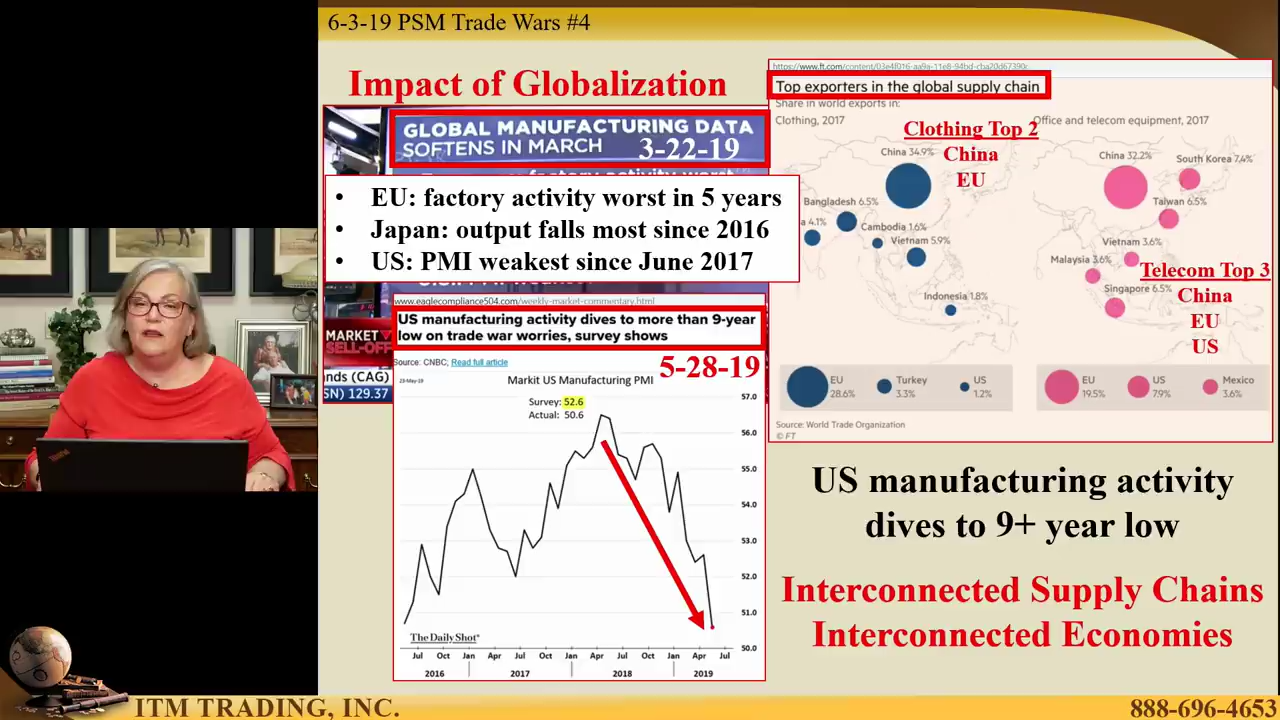 6-3-19 PSM Trade Wars #4
Impact of Globalization
GLOBAL MANUFACTURING DATA
SOFTENS IN MARCH
3-22-19
• EU: factory activity worst in 5 years
• Japan: output falls most since 2016
• US: PMI weakest since June 2017
MARKET
SELL-OFF
nds (CAG)
SN) 129.37
www.eaglecompliance504.com/weekly-market-commentary.html
US manufacturing activity dives to more than 9-year
low on trade war worries, survey shows
Source: CNBC, Read full article
5-28-19
23-May-19
Markit US Manufacturing PMI
Survey: 52.6
Actual: 50.6
57.0
56.0
55.0
54.0
53.0
52.0
51.0
50.0
The Daily Shot
Jul Oct Jan Apr Jul Oct Jan Apr Jul Oct Jan Apr Jul
2016 2017 2018 2019
Top exporters in the global supply chain
Share in world exports in:
Clothing, 2017
Clothing Top 2
China
EU
China 34.9%
Bangladesh 6.5%
a 4.1%
Cambodia 1.6%
Vietnam 5.9%
Indonesia 1.8%
EU
28.6%
Turkey
3.3%
US
1.2%
Office and telecom equipment, 2017
China 32.2%
South Korea 7.4%
Taiwan 6.5%
Vietnam 3.6%
Malaysia 3.6%
Singapore 6.5%
Telecom Top 3
China
EU
US
EU
19.5%
US
7.9%
Mexico
3.6%
Source: World Trade Organization
© FT
US manufacturing activity
dives to 9+ year low
Interconnected Supply Chains
Interconnected Economies
ITM TRADING, INC.
888-696-4653